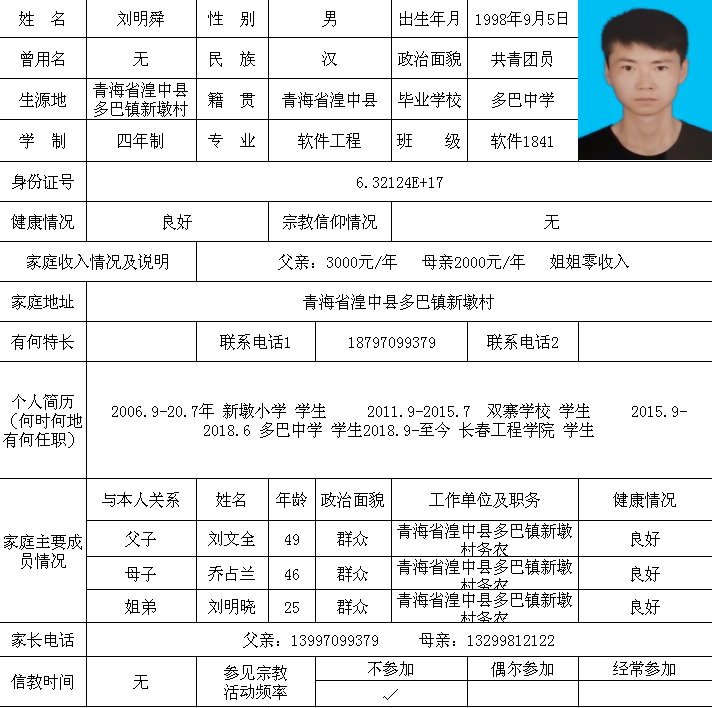 姓 名 刘明舜 性 别 男 出生年月 1998年9月5日
曾用名 无 民 族 汉 政治面貌 共青团员
生源地 青海省湟中县多巴镇新墩村 籍 贯 青海省湟中县 毕业学校 多巴中学
学 制 四年制 专 业 软件工程 班 级 软件1841
身份证号 6.32124E+17
健康情况 良好 宗教信仰情况 无
家庭收入情况及说明 父亲：3000元/年 母亲2000元/年 姐姐零收入
家庭地址 青海省湟中县多巴镇新墩村
有何特长 联系电话1 18797099379 联系电话2
个人简历
（何时何地
有何任职）
2006.9-20.7年 新墩小学 学生 2011.9-2015.7 双寨学校 学生 2015.9-
2018.6 多巴中学 学生2018.9-至今 长春工程学院 学生
家庭主要成
员情况
与本人关系 姓名 年龄 政治面貌 工作单位及职务 健康情况
父子 刘文全 49 群众 青海省湟中县多巴镇新墩村务农 良好
母子 乔占兰 46 群众 青海省湟中县多巴镇新墩村务农 良好
姐弟 刘明晓 25 群众 青海省湟中县多巴镇新墩村务农 良好
家长电话 父亲：13997099379 母亲：13299812122
信教时间 无 参见宗教
活动频率
不参加 偶尔参加 经常参加
✓